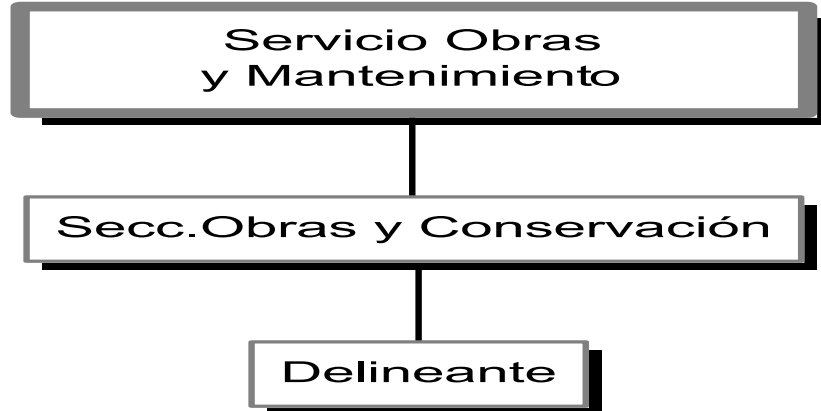 Servicio Obras
y Mantenimiento
Secc.Obras y Conservación
Delineante